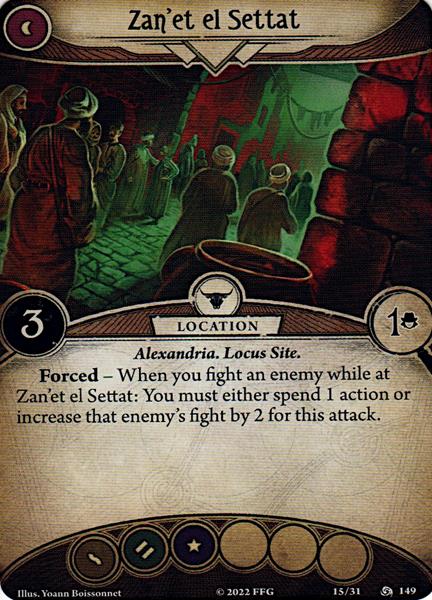 Zan'et el Settat
3
LOCATION
1
Alexandria. Locus Site.
Forced – When you fight an enemy while at
Zan'et el Settat: You must either spend 1 action or
increase that enemy's fight by 2 for this attack.
Illus. Yoann Boissonnet
© 2022 FFG
15/31
149